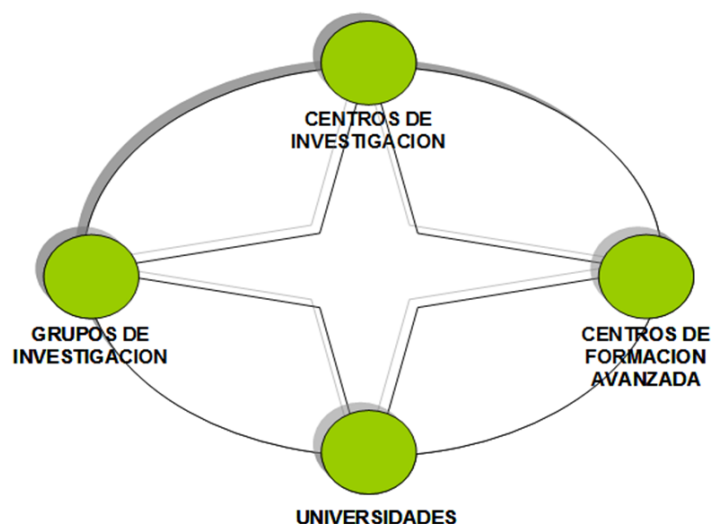 CENTROS DE
INVESTIGACION
GRUPOS DE
INVESTIGACION
CENTROS DE
FORMACION
AVANZADA
UNIVERSIDADES